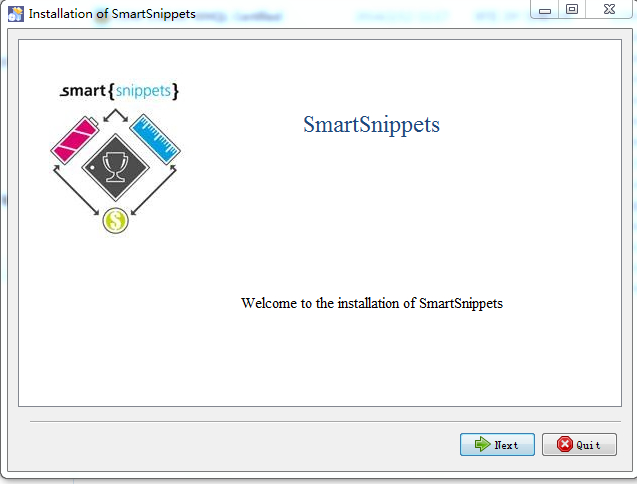 Installation of SmartSnippets
.smart{snippets}
SmartSnippets
$
Welcome to the installation of SmartSnippets
Next
Quit